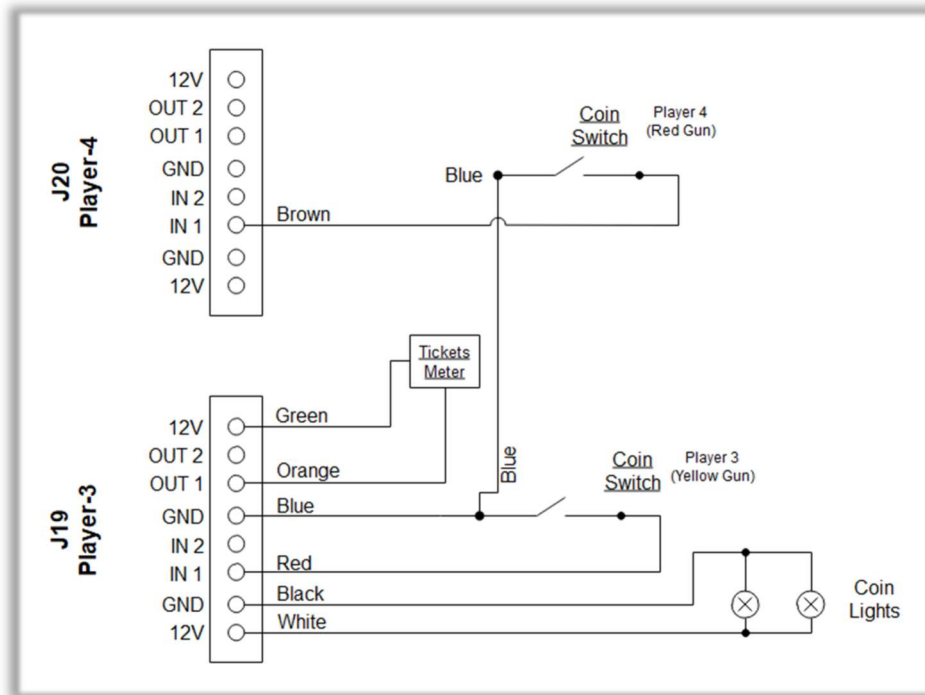 J20
Player-4
12V
OUT 2
OUT 1
GND
IN 2
IN 1
GND
12V
Brown
Blue
Coin
Switch
Player 4
(Red Gun)
Tickets
Meter
J19
Player-3
12V
OUT 2
OUT 1
GND
IN 2
IN 1
GND
12V
Green
Orange
Blue
Red
Black
White
Blue
Coin
Switch
Player 3
(Yellow Gun)
Coin
Lights